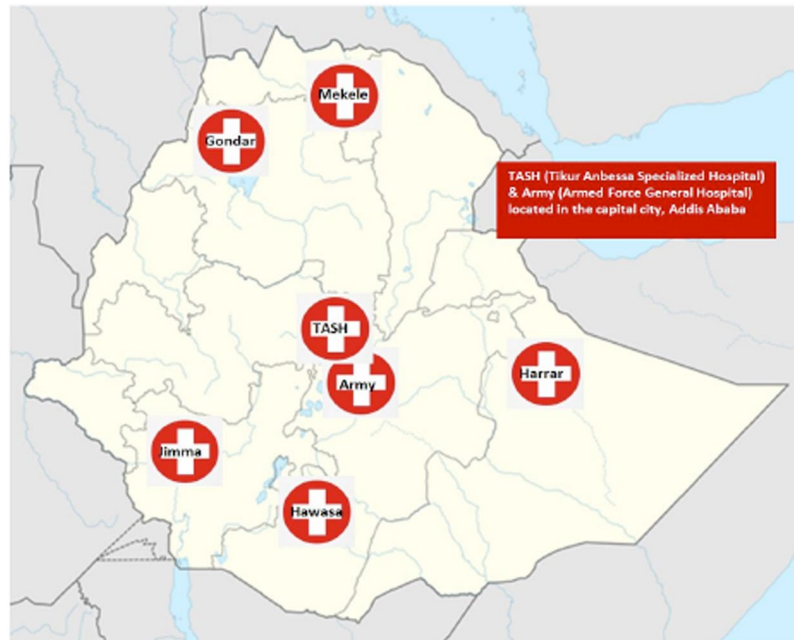 Mekele
Gondar
TASH (Tikur Anbessa Specialized Hospital)
& Army (Armed Force General Hospital)
located in the capital city, Addis Ababa
TASH
Army
Harrar
Jimma
Hawasa